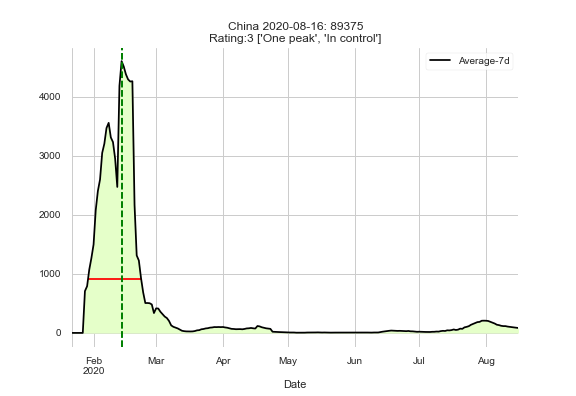 China 2020-08-16: 89375
Rating:3 ['One peak', 'In control']
Average-7d
4000
3000
2000
1000
0
Feb Mar Apr May Jun Jul Aug
2020
Date